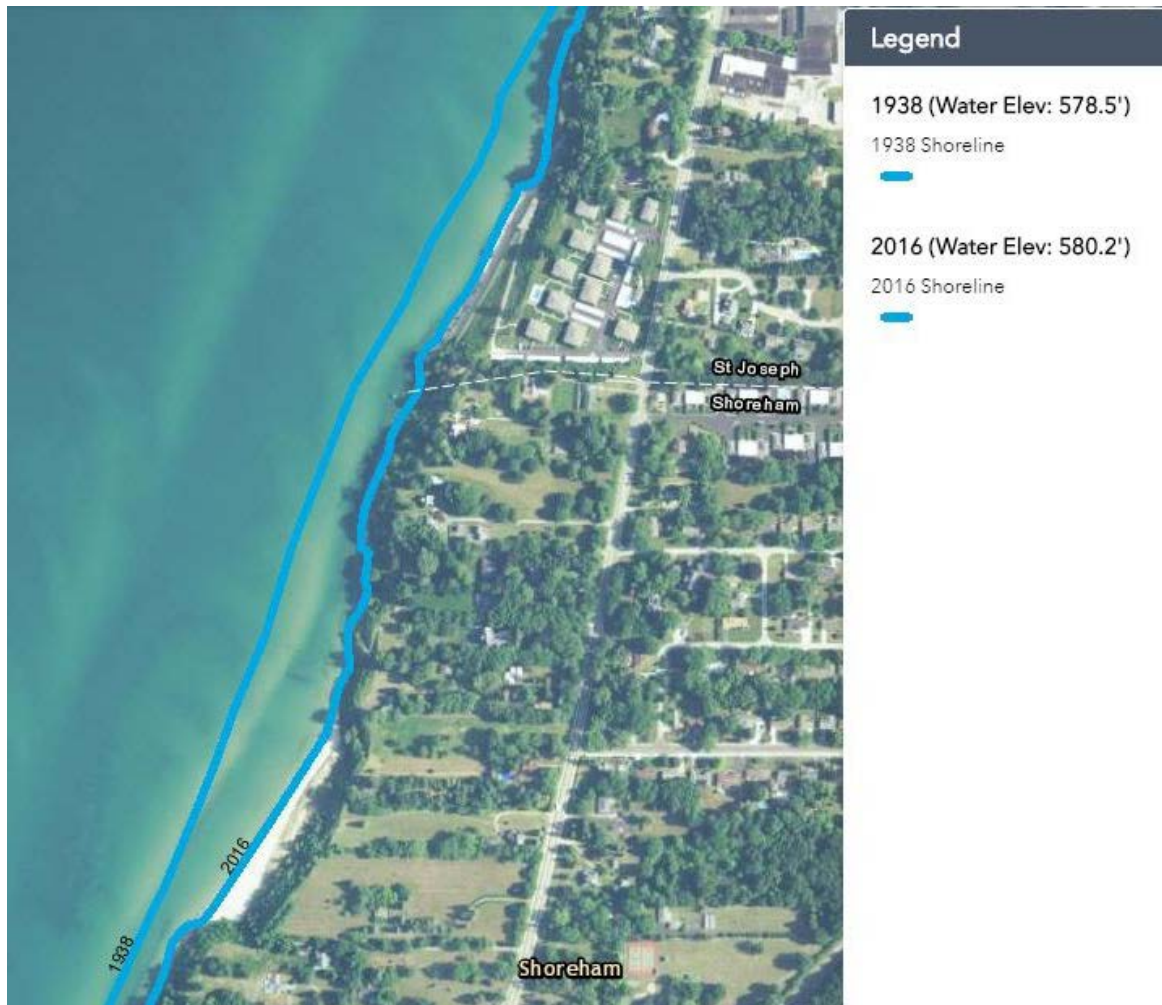 Legend
1938 (Water Elev: 578.5')
1938 Shoreline
2016 (Water Elev: 580.2')
2016 Shoreline
St Joseph
Shoreham
2016
1938
Shoreham